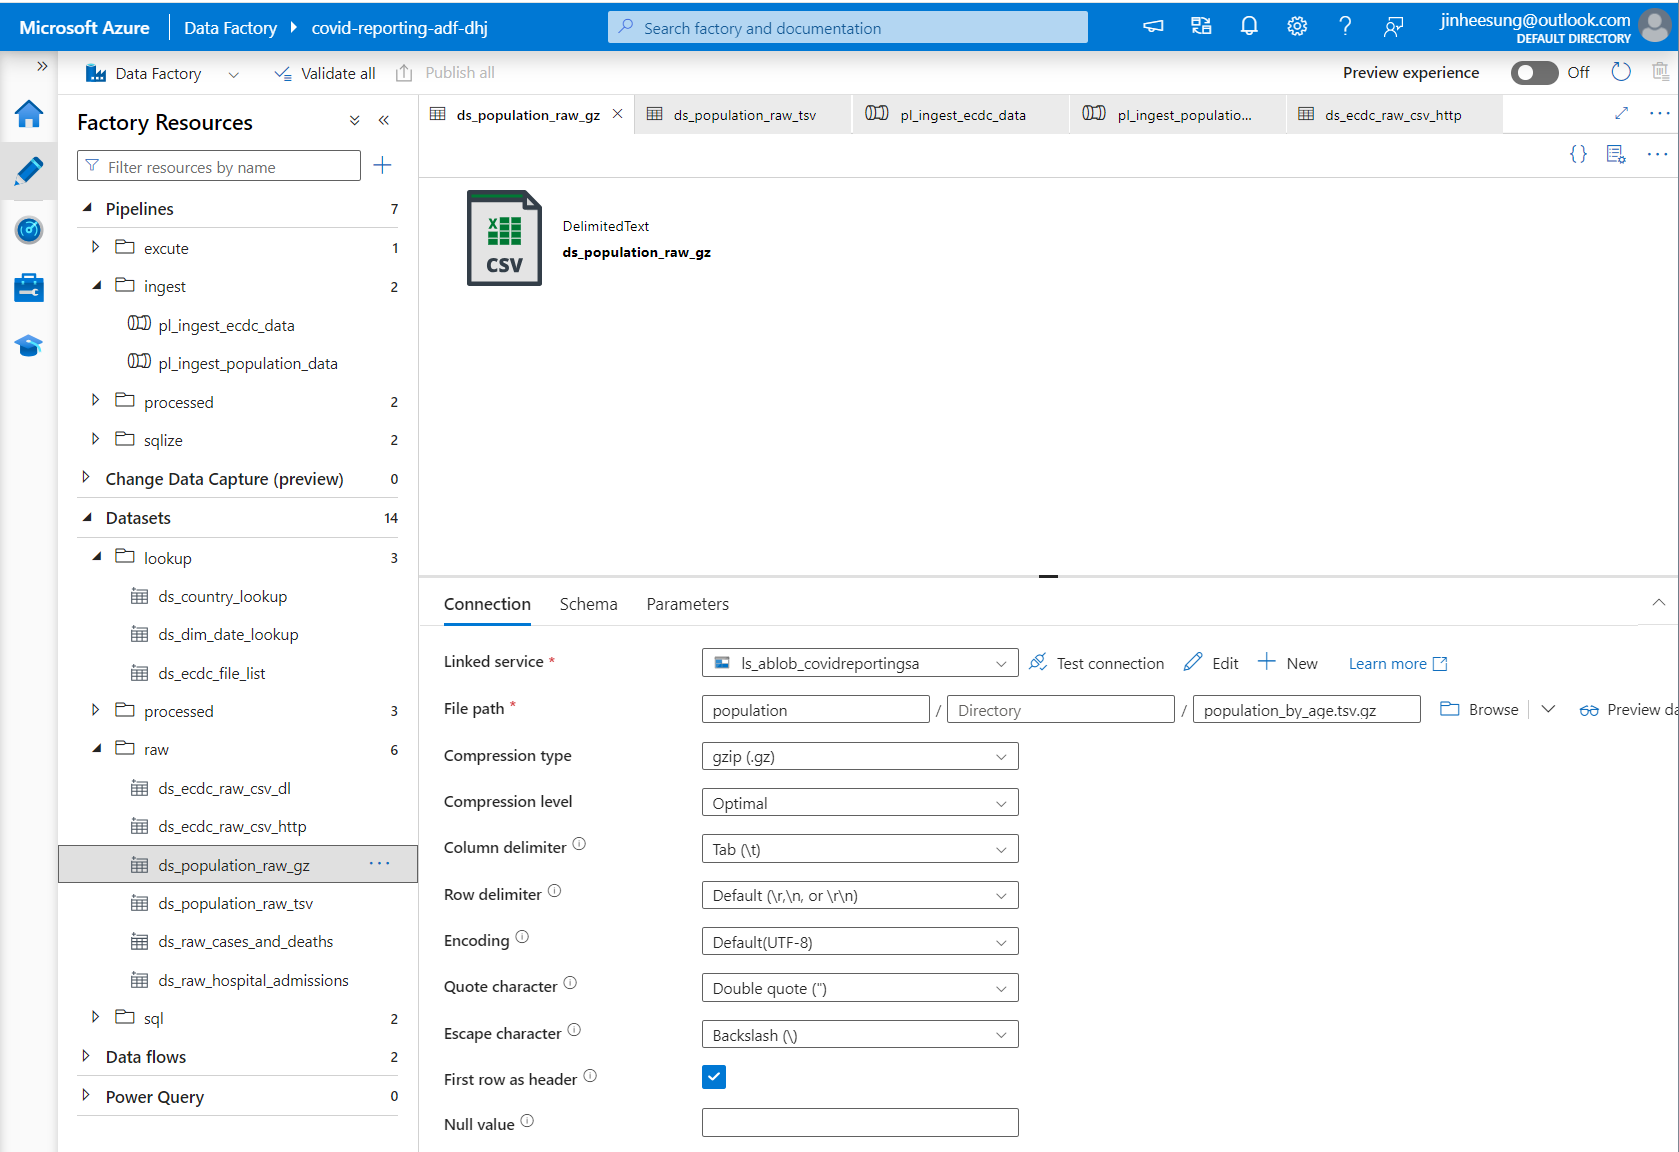 Microsoft Azure
Data Factory
covid-reporting-adf-dhj
Search factory and documentation
jinheesung@outlook.com
DEFAULT DIRECTORY
Data Factory
Validate all
Publish all
Preview experience
Off
Factory Resources
Filter resources by name
Pipelines 7
excute 1
ingest 2
pl_ingest_ecdc_data
pl_ingest_population_data
processed 2
sqlize 2
Change Data Capture (preview) 0
Datasets 14
lookup 3
ds_country_lookup
ds_dim_date_lookup
ds_ecdc_file_list
processed 3
raw 6
ds_ecdc_raw_csv_dl
ds_ecdc_raw_csv_http
ds_population_raw_gz
ds_population_raw_tsv
ds_raw_cases_and_deaths
ds_raw_hospital_admissions
sql 2
Data flows 2
Power Query 0
ds_population_raw_gz
ds_population_raw_tsv
pl_ingest_ecdc_data
pl_ingest_populatio...
ds_ecdc_raw_csv_http
X
CSV
DelimitedText
ds_population_raw_gz
Connection
Schema
Parameters
Linked service *
ls_ablob_covidreportingsa
Test connection
Edit
New
Learn more
File path *
population / Directory / population_by_age.tsv.gz
Browse
Preview da
Compression type
gzip (.gz)
Compression level
Optimal
Column delimiter
Tab (\t)
Row delimiter
Default (\r,\n, or \r\n)
Encoding
Default(UTF-8)
Quote character
Double quote (")
Escape character
Backslash (\)
First row as header
Null value